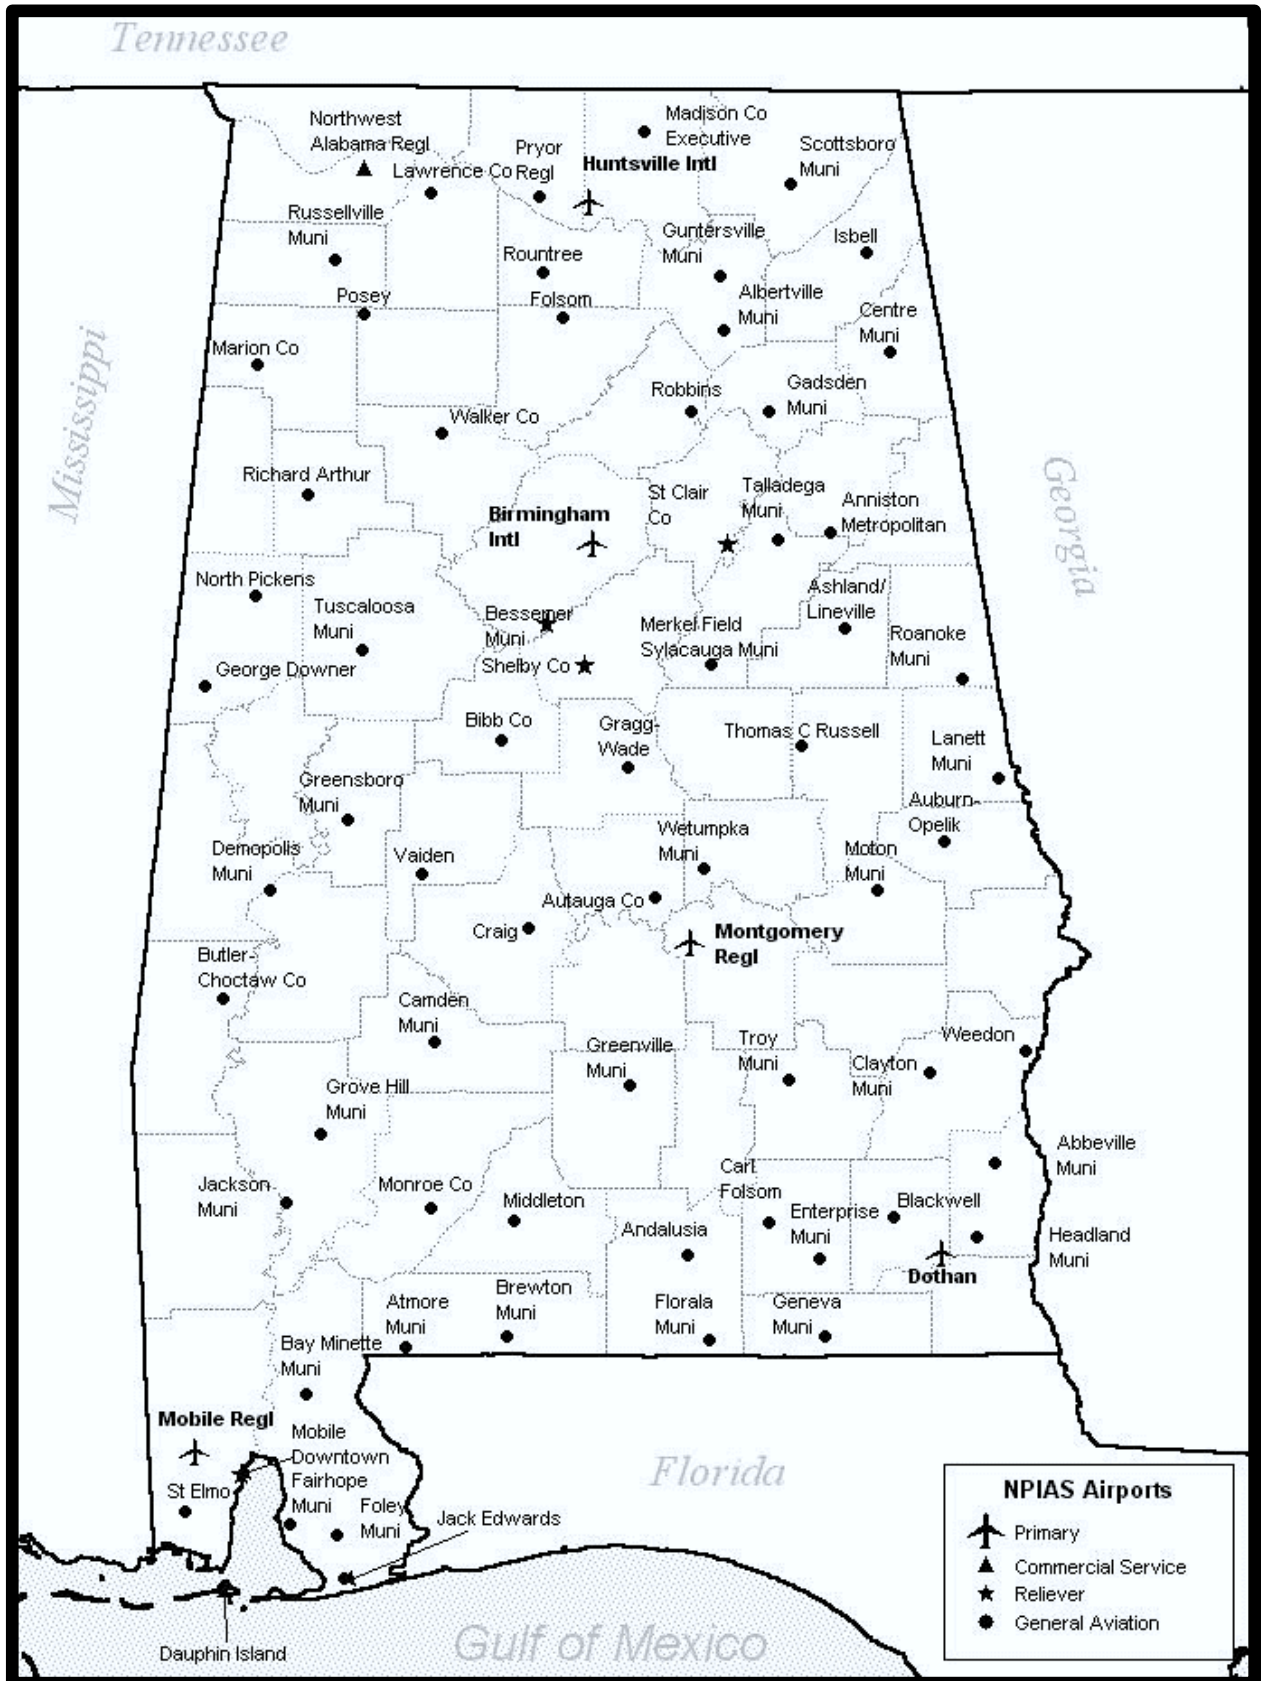 Tennessee
Northwest
Alabama Regl
Madison Co
Executive
Pryor
Regl
Huntsville Intl
Scottsboro
Muni
Lawrence Co
Russellville
Muni
Guntersville
Muni
Isbell
Rountree
Posey
Folsom
Albertville
Muni
Centre
Muni
Mississippi
Marion Co
Robbins
Gadsden
Muni
Walker Co
Richard Arthur
Georgia
St Clair
Co
Talladega
Muni
Anniston
Metropolitan
Birmingham
Intl
North Pickens
Tuscaloosa
Muni
Bessemer
Muni
Ashland/
Lineville
Merkel Field
Sylacauga Muni
Roanoke
Muni
Shelby Co
George Downer
Bibb Co
Gragg-
Wade
Thomas C Russell
Lanett
Muni
Greensboro
Muni
Auburn-
Opelik
Wetumpka
Muni
Demopolis
Muni
Vaiden
Moton
Muni
Autauga Co
Craig
Montgomery
Regl
Butler-
Choctaw Co
Camden
Muni
Greenville
Muni
Troy
Muni
Weedon
Clayton
Muni
Grove Hill
Muni
Abbeville
Muni
Jackson
Muni
Monroe Co
Middleton
Carl
Folsom
Blackwell
Enterprise
Muni
Andalusia
Headland
Muni
Dothan
Atmore
Muni
Brewton
Muni
Florala
Muni
Geneva
Muni
Bay Minette
Muni
Mobile Regl
Mobile
Downtown
Fairhope
Muni
St Elmo
Foley
Muni
Jack Edwards
Florida
Dauphin Island
Gulf of Mexico
NPIAS Airports
Primary
Commercial Service
Reliever
General Aviation